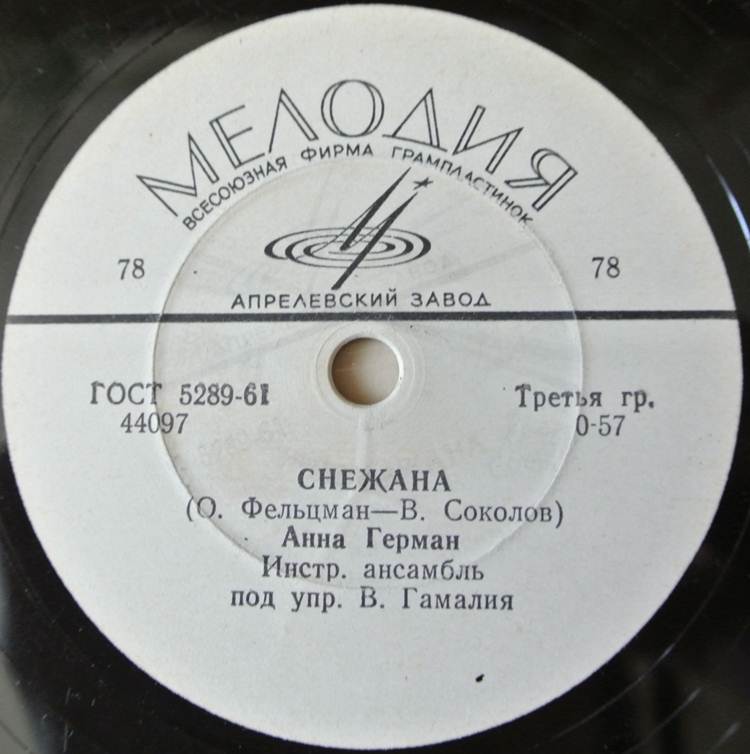 МЕЛОДИЯ
ВСЕСОЮЗНАЯ ФИРМА ГРАМПЛАСТИНОК
78 78
АПРЕЛЕВСКИЙ ЗАВОД
ГОСТ 5289-61 Третья гр.
44097 0-57
СНЕЖАНА
(О. Фельцман—В. Соколов)
Анна Герман
Инстр. ансамбль
под упр. В. Гамалия